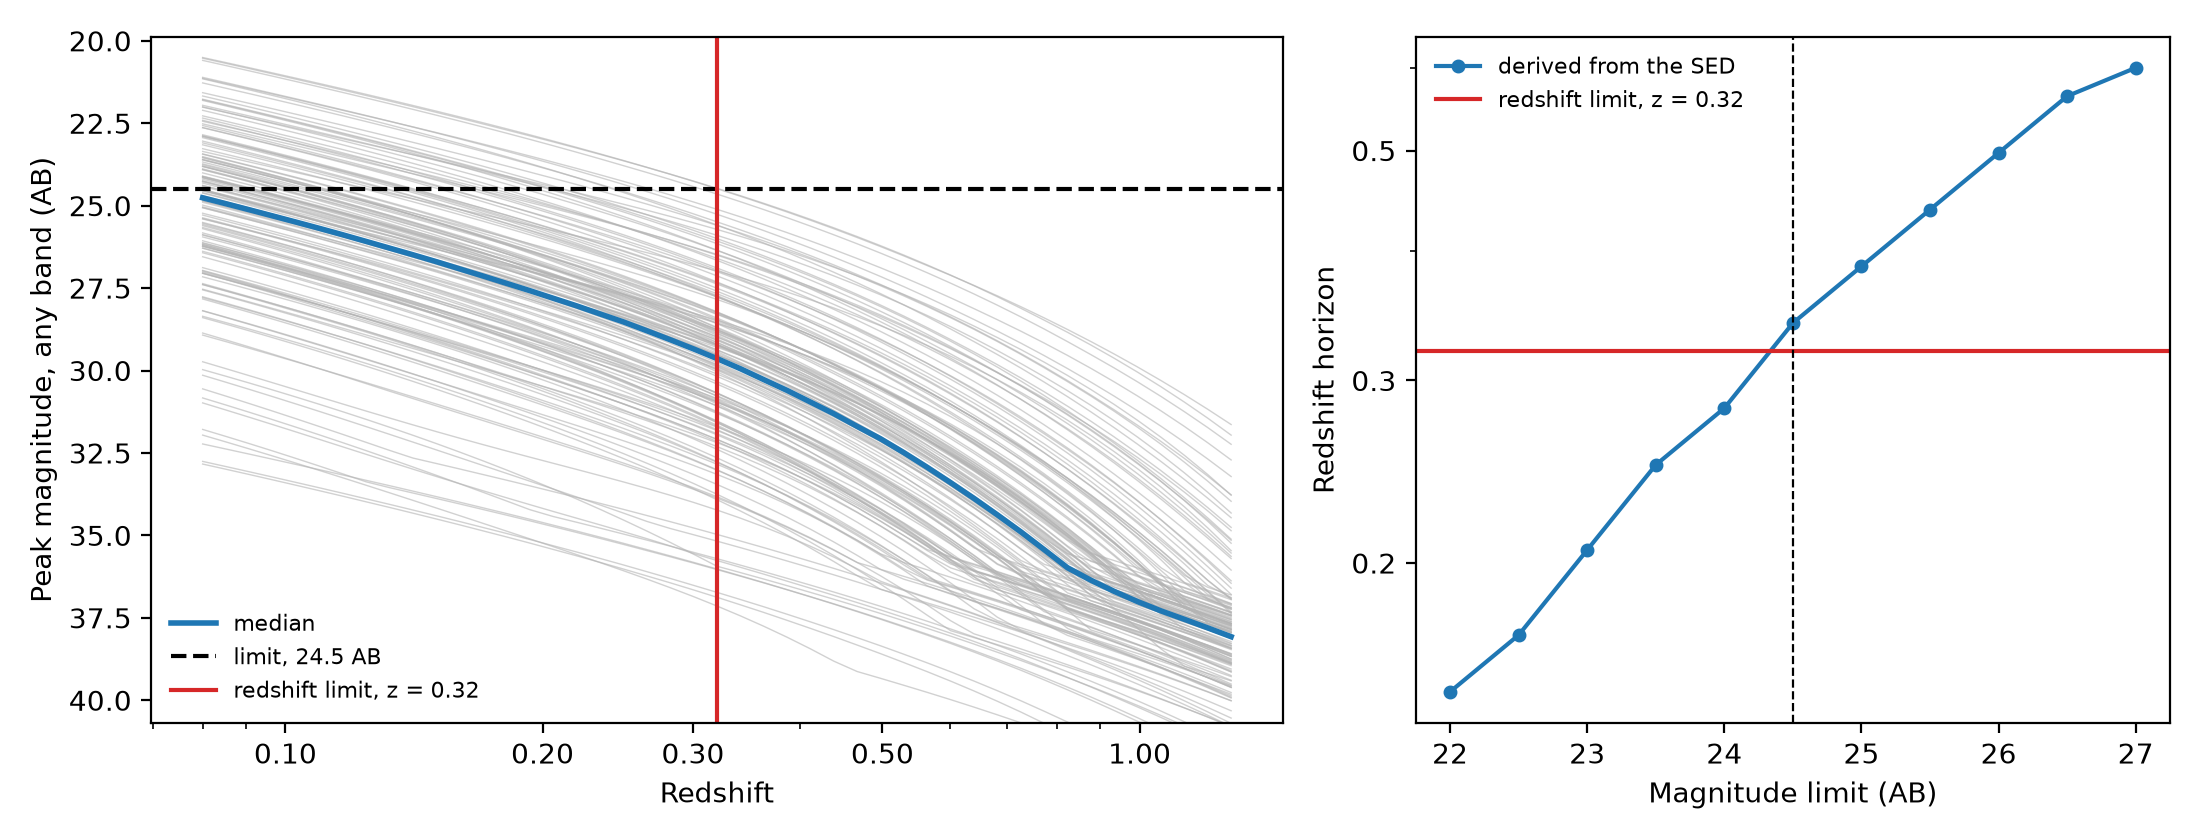 20.0
22.5
25.0
27.5
30.0
32.5
35.0
37.5
40.0
Peak magnitude, any band (AB)
median
limit, 24.5 AB
redshift limit, z = 0.32
0.10
0.20
0.30
0.50
1.00
Redshift
derived from the SED
redshift limit, z = 0.32
0.5
0.3
0.2
Redshift horizon
22
23
24
25
26
27
Magnitude limit (AB)